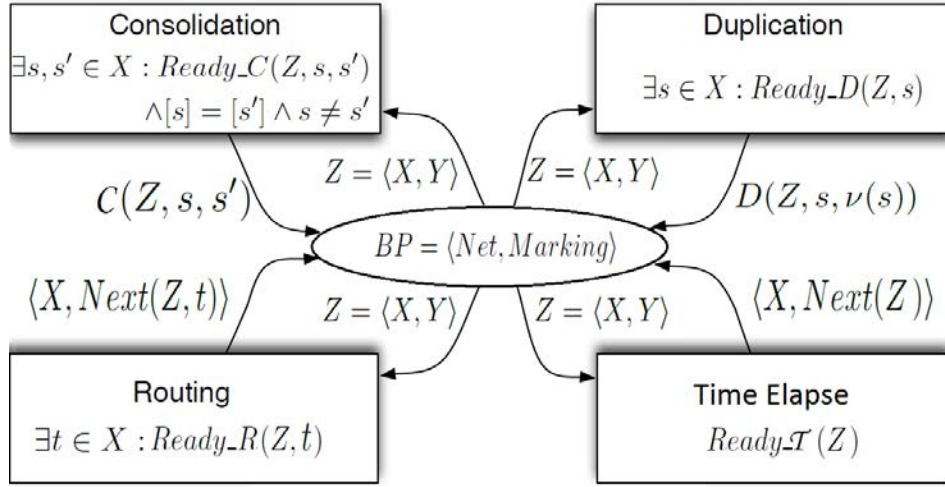 Consolidation
∃s, s′ ∈ X : Ready_C(Z, s, s′)
∧[s] = [s′] ∧ s ≠ s′
Duplication
∃s ∈ X : Ready_D(Z, s)
Z = ⟨X, Y⟩
Z = ⟨X, Y⟩
C(Z, s, s′)
D(Z, s, ν(s))
BP = ⟨Net, Marking⟩
⟨X, Next(Z, t)⟩
Z = ⟨X, Y⟩
Z = ⟨X, Y⟩
⟨X, Next(Z)⟩
Routing
∃t ∈ X : Ready_R(Z, t)
Time Elapse
Ready_𝒯(Z)